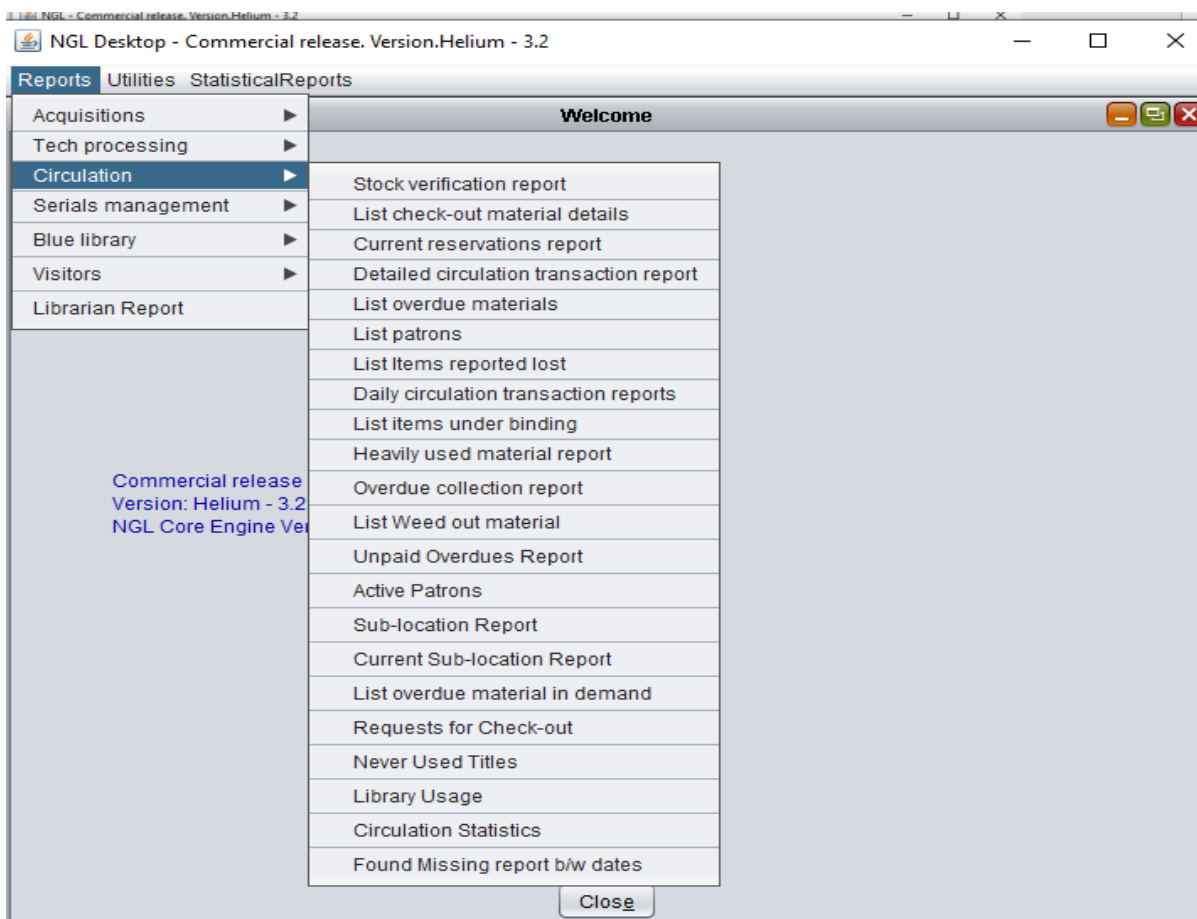 NGL - Commercial release. Version.Helium - 3.2
NGL Desktop - Commercial release. Version.Helium - 3.2
Reports Utilities StatisticalReports
Welcome
Acquisitions
Tech processing
Circulation
Serials management
Blue library
Visitors
Librarian Report
Stock verification report
List check-out material details
Current reservations report
Detailed circulation transaction report
List overdue materials
List patrons
List Items reported lost
Daily circulation transaction reports
List items under binding
Heavily used material report
Overdue collection report
List Weed out material
Unpaid Overdues Report
Active Patrons
Sub-location Report
Current Sub-location Report
List overdue material in demand
Requests for Check-out
Never Used Titles
Library Usage
Circulation Statistics
Found Missing report b/w dates
Commercial release
Version: Helium - 3.2
NGL Core Engine Ver
Close